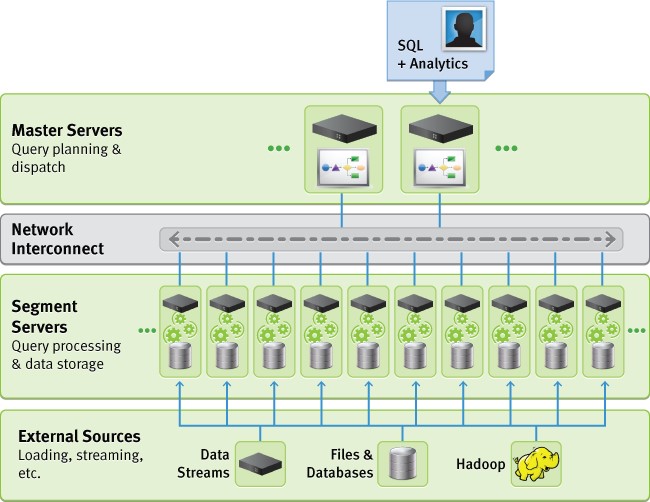 SQL
+ Analytics
Master Servers
Query planning &
dispatch
Network
Interconnect
Segment
Servers
Query processing
& data storage
External Sources
Loading, streaming,
etc.
Data
Streams
Files &
Databases
Hadoop